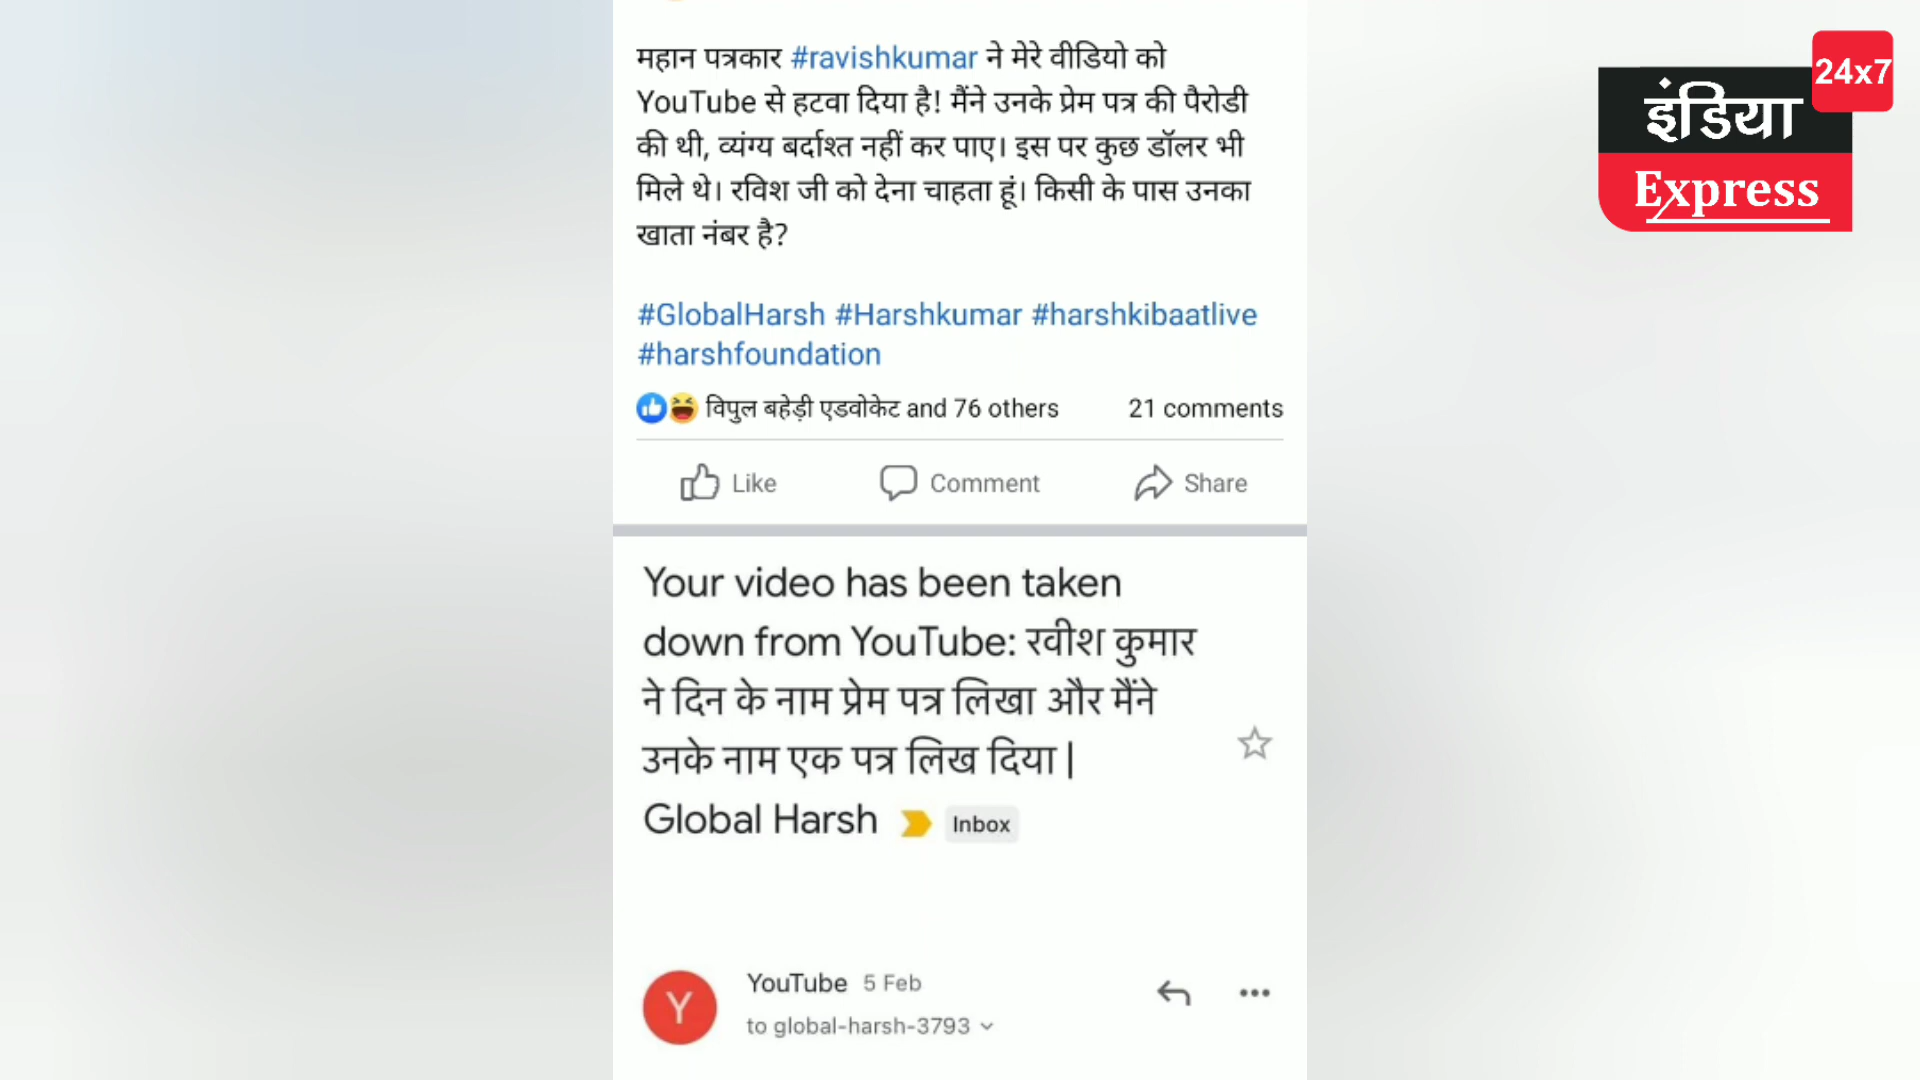 महान पत्रकार #ravishkumar ने मेरे वीडियो को
YouTube से हटवा दिया है! मैंने उनके प्रेम पत्र की पैरोडी
की थी, व्यंग्य बर्दाश्त नहीं कर पाए। इस पर कुछ डॉलर भी
मिले थे। रविश जी को देना चाहता हूं। किसी के पास उनका
खाता नंबर है?
#GlobalHarsh #Harshkumar #harshkibaatlive
#harshfoundation
विपुल बहेड़ी एडवोकेट and 76 others 21 comments
Like Comment Share
Your video has been taken
down from YouTube: रवीश कुमार
ने दिन के नाम प्रेम पत्र लिखा और मैंने
उनके नाम एक पत्र लिख दिया |
Global Harsh Inbox
Y
YouTube 5 Feb
to global-harsh-3793
24x7
इंडिया
Express